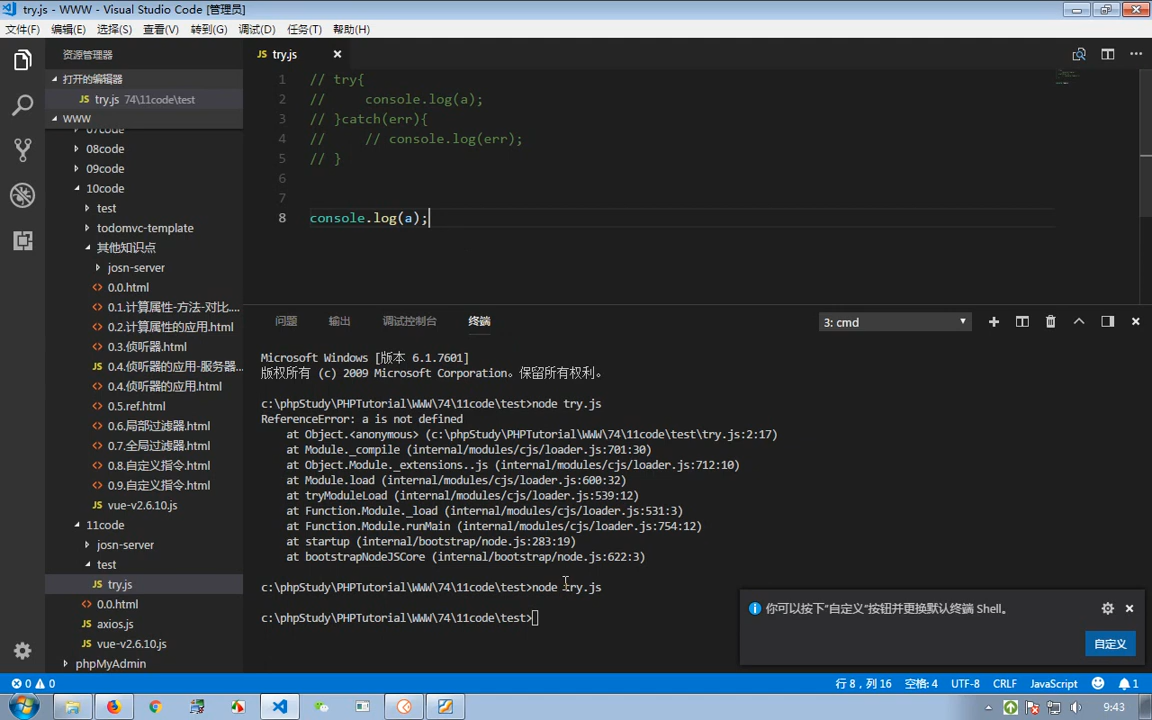 try.js - WWW - Visual Studio Code [管理员]
文件(F) 编辑(E) 选择(S) 查看(V) 转到(G) 调试(D) 任务(T) 帮助(H)
资源管理器
打开的编辑器
JS try.js 74\11code\test
WWW
07code
08code
09code
10code
test
todomvc-template
其他知识点
josn-server
<> 0.0.html
<> 0.1.计算属性-方法-对比....
<> 0.2.计算属性的应用.html
<> 0.3.侦听器.html
JS 0.4.侦听器的应用-服务器...
<> 0.4.侦听器的应用.html
<> 0.5.ref.html
<> 0.6.局部过滤器.html
<> 0.7.全局过滤器.html
<> 0.8.自定义指令.html
<> 0.9.自定义指令.html
JS vue-v2.6.10.js
11code
josn-server
test
JS try.js
<> 0.0.html
JS axios.js
JS vue-v2.6.10.js
phpMyAdmin
JS try.js
1 // try{
2 //     console.log(a);
3 // }catch(err){
4 //     // console.log(err);
5 // }
6
7
8 console.log(a);
问题 输出 调试控制台 终端
3: cmd
Microsoft Windows [版本 6.1.7601]
版权所有 (c) 2009 Microsoft Corporation。保留所有权利。
c:\phpStudy\PHPTutorial\WWW\74\11code\test>node try.js
ReferenceError: a is not defined
    at Object.<anonymous> (c:\phpStudy\PHPTutorial\WWW\74\11code\test\try.js:2:17)
    at Module._compile (internal/modules/cjs/loader.js:701:30)
    at Object.Module._extensions..js (internal/modules/cjs/loader.js:712:10)
    at Module.load (internal/modules/cjs/loader.js:600:32)
    at tryModuleLoad (internal/modules/cjs/loader.js:539:12)
    at Function.Module._load (internal/modules/cjs/loader.js:531:3)
    at Function.Module.runMain (internal/modules/cjs/loader.js:754:12)
    at startup (internal/bootstrap/node.js:283:19)
    at bootstrapNodeJSCore (internal/bootstrap/node.js:622:3)
c:\phpStudy\PHPTutorial\WWW\74\11code\test>node try.js
c:\phpStudy\PHPTutorial\WWW\74\11code\test>
你可以按下“自定义”按钮并更换默认终端 Shell。
自定义
0 0
行 8，列 16 空格: 4 UTF-8 CRLF JavaScript 1
9:43